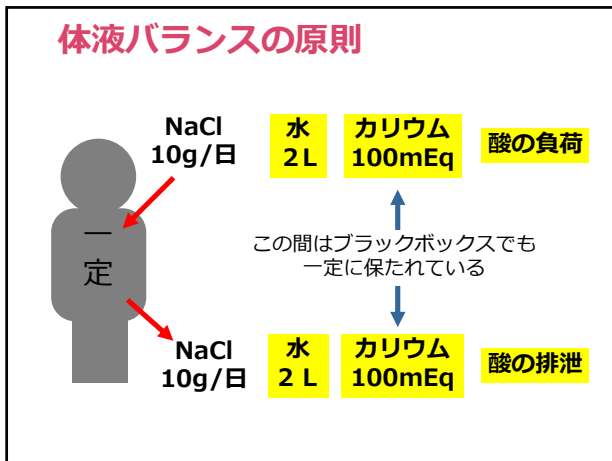 体液バランスの原則
NaCl
10g/日
水
２L
カリウム
100mEq
酸の負荷
一
定
この間はブラックボックスでも
一定に保たれている
NaCl
10g/日
水
２L
カリウム
100mEq
酸の排泄